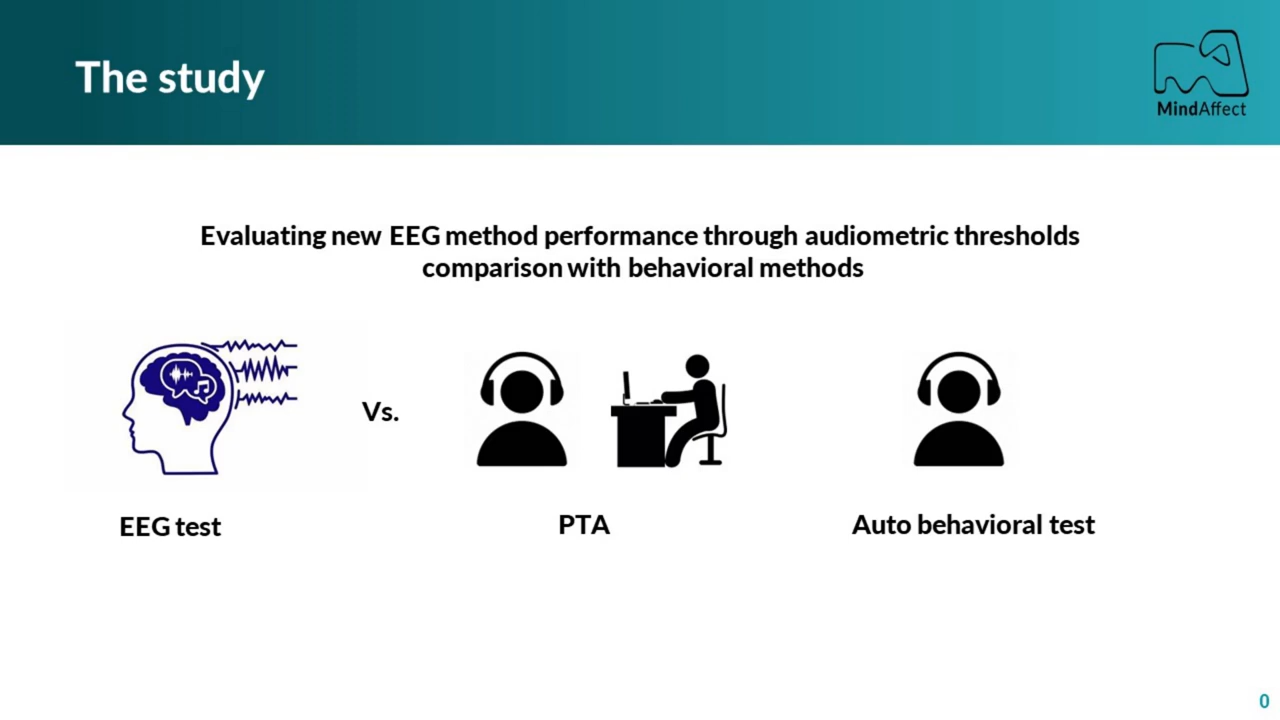 The study
MindAffect
Evaluating new EEG method performance through audiometric thresholds
comparison with behavioral methods
Vs.
EEG test
PTA
Auto behavioral test
0